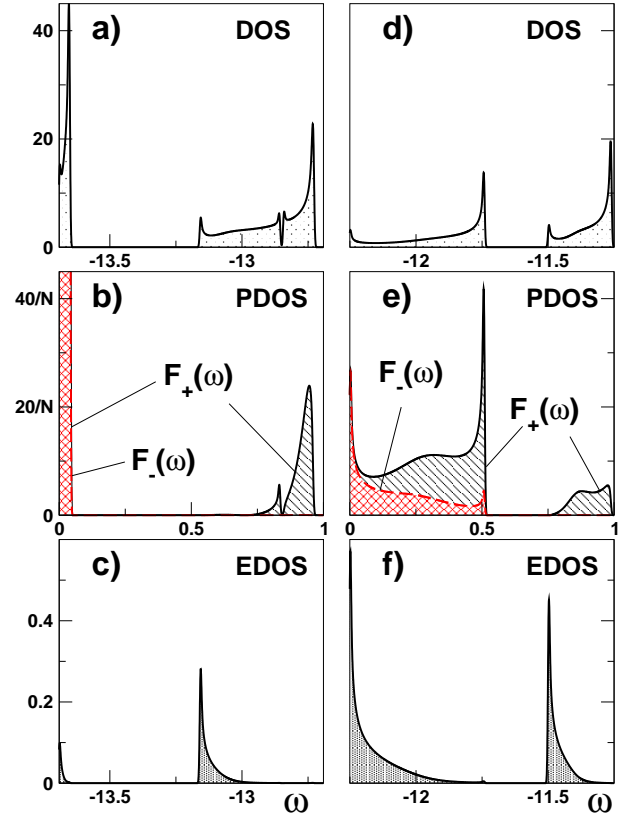 a) DOS
d) DOS
40
20
0
-13.5 -13
-12 -11.5
b) PDOS
e) PDOS
40/N
20/N
F+(ω)
F-(ω)
F-(ω)
F+(ω)
0
0 0.5 1
0 0.5 1
c) EDOS
f) EDOS
0.4
0.2
0
-13.5 -13 ω
-12 -11.5 ω